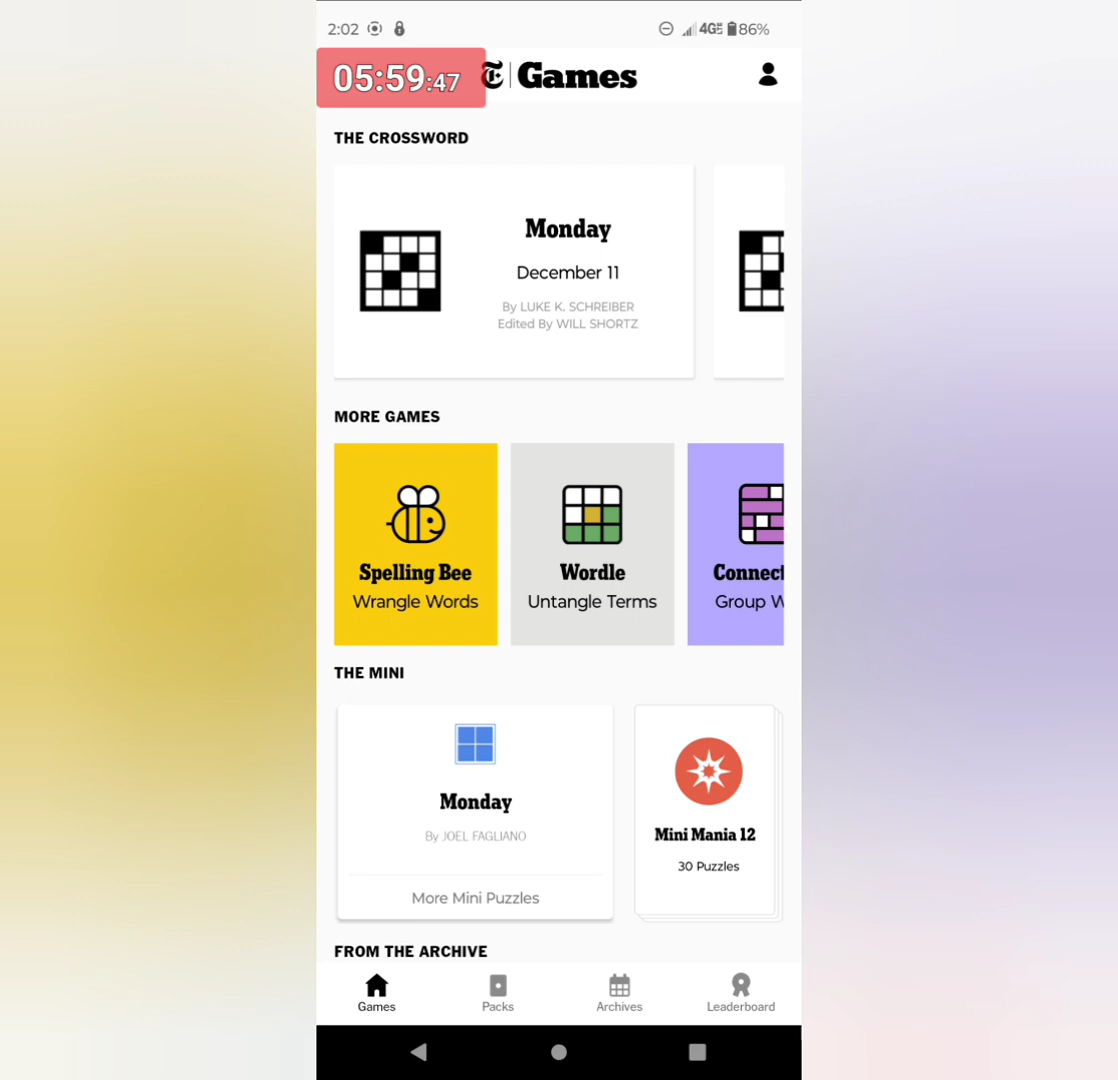 2:02 4G 86%
05:59:47 T Games
THE CROSSWORD
Monday
December 11
By LUKE K. SCHREIBER
Edited By WILL SHORTZ
MORE GAMES
Spelling Bee
Wrangle Words
Wordle
Untangle Terms
Connect
Group W
THE MINI
Monday
By JOEL FAGLIANO
More Mini Puzzles
Mini Mania 12
30 Puzzles
FROM THE ARCHIVE
Games Packs Archives Leaderboard